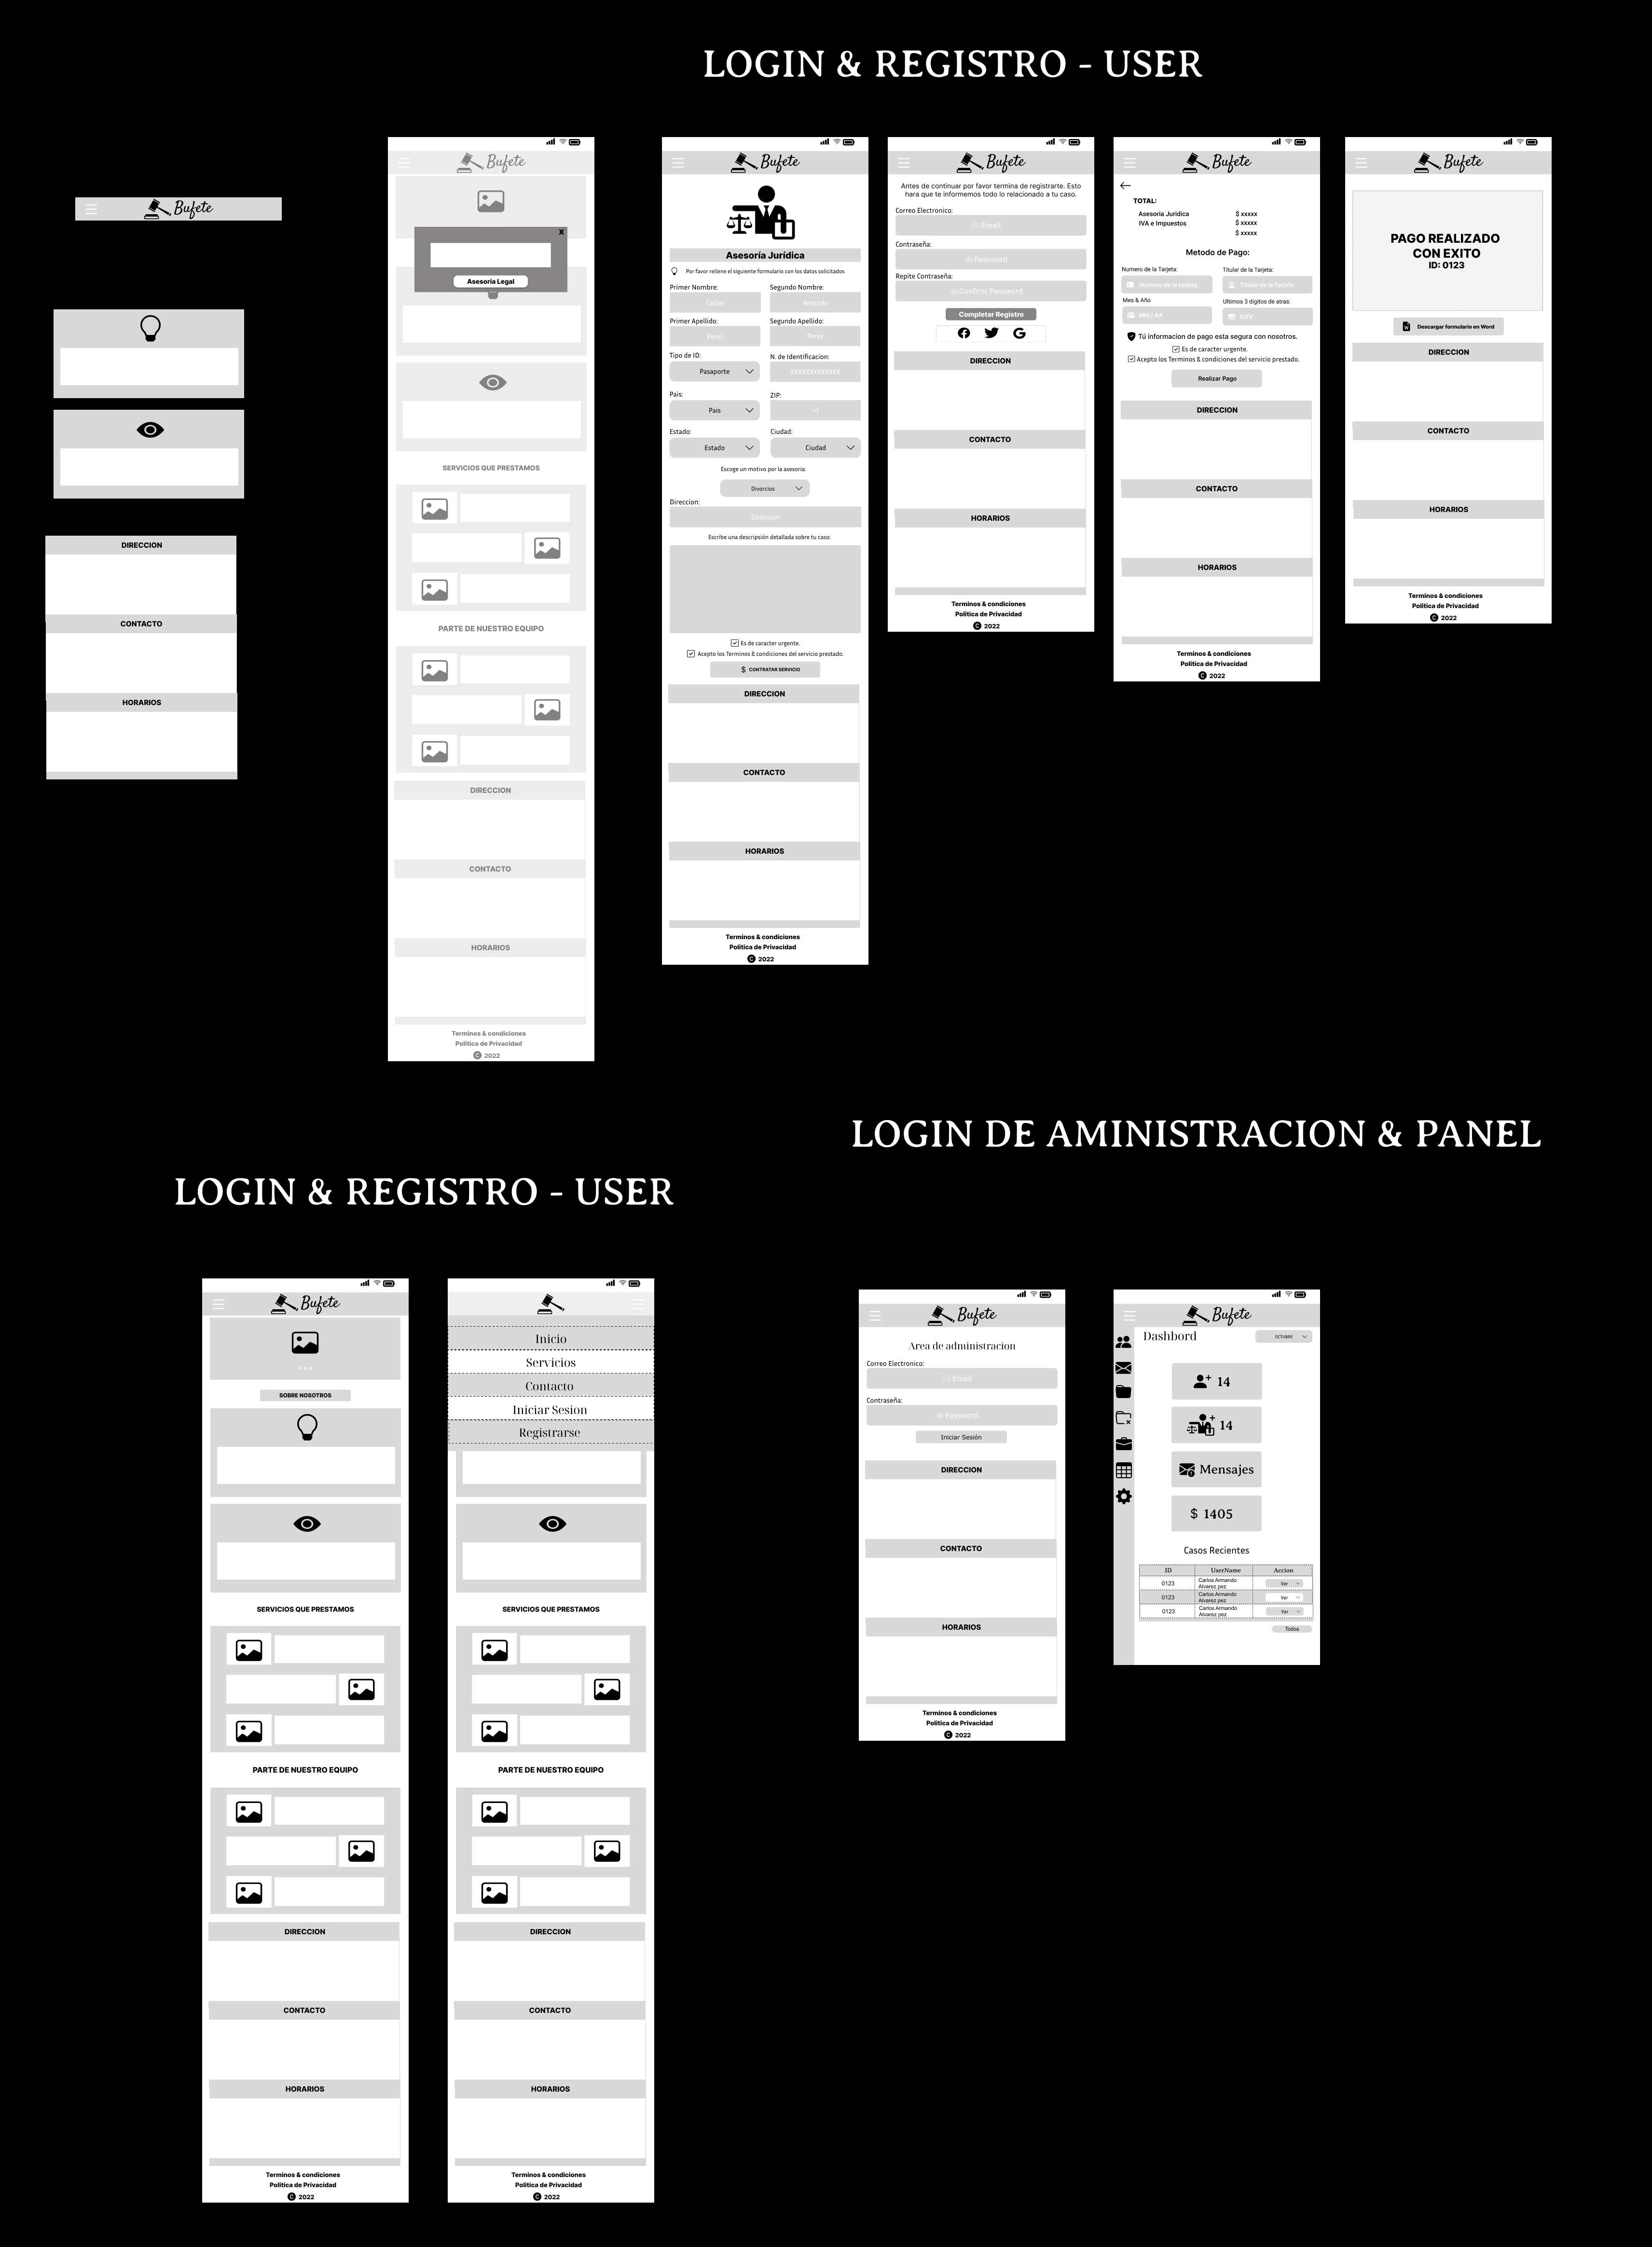 LOGIN & REGISTRO - USER
Bufete
DIRECCION
CONTACTO
HORARIOS
Bufete
X
Asesoria Legal
SERVICIOS QUE PRESTAMOS
PARTE DE NUESTRO EQUIPO
DIRECCION
CONTACTO
HORARIOS
Terminos & condiciones
Politica de Privacidad
© 2022
Bufete
Asesoría Jurídica
Por favor rellene el siguiente formulario con los datos solicitados
Primer Nombre: Segundo Nombre:
Carlos Amando
Primer Apellido: Segundo Apellido:
Perez Perez
Tipo de ID: N. de Identificacion:
Pasaporte XXXXXXXXXXXXX
Pais: ZIP:
Pais +1
Estado: Ciudad:
Estado Ciudad
Escoge un motivo por la asesoria:
Divorcios
Direccion:
Direccion
Escribe una descripsión detallada sobre tu caso:
Es de caracter urgente.
Acepto los Terminos & condiciones del servicio prestado.
$ CONTRATAR SERVICIO
DIRECCION
CONTACTO
HORARIOS
Terminos & condiciones
Politica de Privacidad
© 2022
Bufete
Antes de continuar por favor termina de registrarte. Esto
hara que te informemos todo lo relacionado a tu caso.
Correo Electronico:
Email
Contraseña:
Password
Repite Contraseña:
Confirm Password
Completar Registro
DIRECCION
CONTACTO
HORARIOS
Terminos & condiciones
Politica de Privacidad
© 2022
Bufete
TOTAL:
Asesoria Juridica $ xxxxx
IVA e Impuestos $ xxxxx
$ xxxxx
Metodo de Pago:
Numero de la Tarjeta: Titular de la Tarjeta:
Numero de la tarjeta Titular de la Tarjeta
Mes & Año Ultimos 3 digitos de atras:
MM / AA CVV
Tú informacion de pago esta segura con nosotros.
Es de caracter urgente.
Acepto los Terminos & condiciones del servicio prestado.
Realizar Pago
DIRECCION
CONTACTO
HORARIOS
Terminos & condiciones
Politica de Privacidad
© 2022
Bufete
PAGO REALIZADO
CON EXITO
ID: 0123
Descargar formulario en Word
DIRECCION
CONTACTO
HORARIOS
Terminos & condiciones
Politica de Privacidad
© 2022
LOGIN & REGISTRO - USER
Bufete
SOBRE NOSOTROS
SERVICIOS QUE PRESTAMOS
PARTE DE NUESTRO EQUIPO
DIRECCION
CONTACTO
HORARIOS
Terminos & condiciones
Politica de Privacidad
© 2022
Inicio
Servicios
Contacto
Iniciar Sesion
Registrarse
SERVICIOS QUE PRESTAMOS
PARTE DE NUESTRO EQUIPO
DIRECCION
CONTACTO
HORARIOS
Terminos & condiciones
Politica de Privacidad
© 2022
LOGIN DE AMINISTRACION & PANEL
Bufete
Area de administracion
Correo Electronico:
Email
Contraseña:
Password
Iniciar Sesión
DIRECCION
CONTACTO
HORARIOS
Terminos & condiciones
Politica de Privacidad
© 2022
Bufete
Dashbord OCTUBRE
14
14
Mensajes
$ 1405
Casos Recientes
ID UserName Accion
0123 Carlos Armando Alvarez pez Ver
0123 Carlos Armando Alvarez pez Ver
0123 Carlos Armando Alvarez pez Ver
Todos